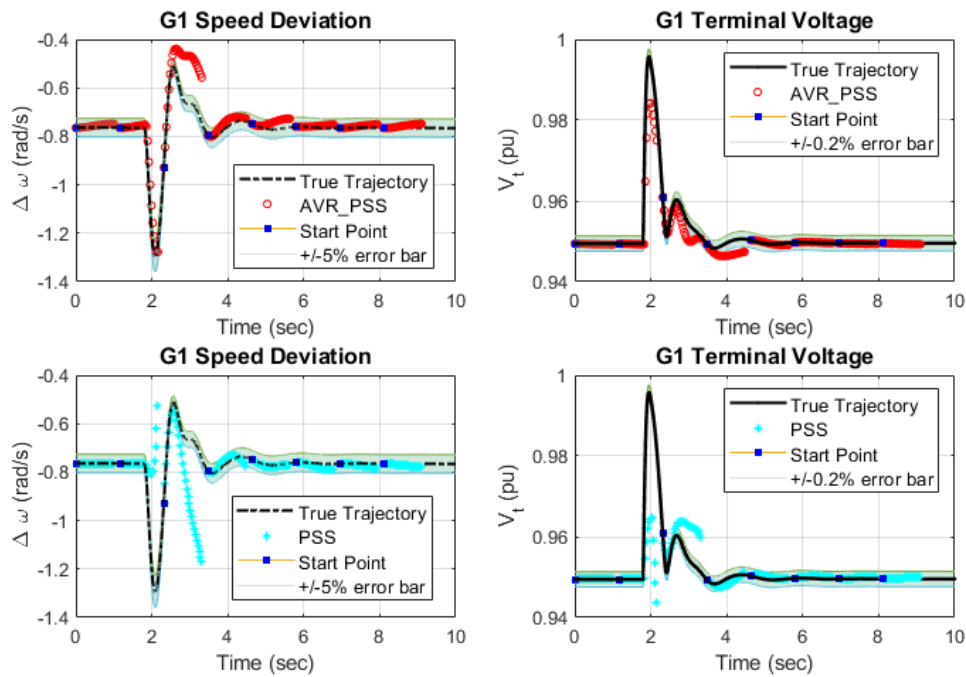 G1 Speed Deviation
-0.4
-0.6
-0.8
-1
-1.2
-1.4
Δ ω (rad/s)
True Trajectory
AVR_PSS
Start Point
+/-5% error bar
0 2 4 6 8 10
Time (sec)
G1 Terminal Voltage
1
0.98
0.96
0.94
V_t (pu)
True Trajectory
AVR_PSS
Start Point
+/-0.2% error bar
0 2 4 6 8 10
Time (sec)
G1 Speed Deviation
-0.4
-0.6
-0.8
-1
-1.2
-1.4
Δ ω (rad/s)
True Trajectory
PSS
Start Point
+/-5% error bar
0 2 4 6 8 10
Time (sec)
G1 Terminal Voltage
1
0.98
0.96
0.94
V_t (pu)
True Trajectory
PSS
Start Point
+/-0.2% error bar
0 2 4 6 8 10
Time (sec)